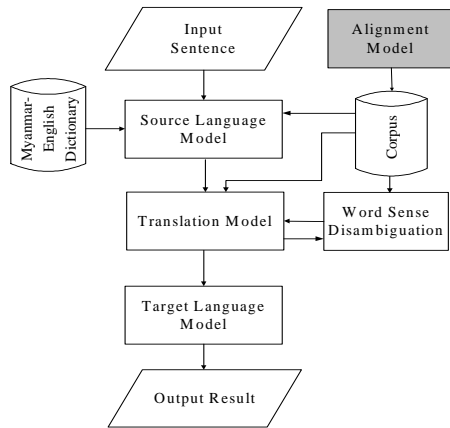 Input
Sentence
Alignment
Model
Myanmar-
English
Dictionary
Source Language
Model
Corpus
Translation Model
Word Sense
Disambiguation
Target Language
Model
Output Result